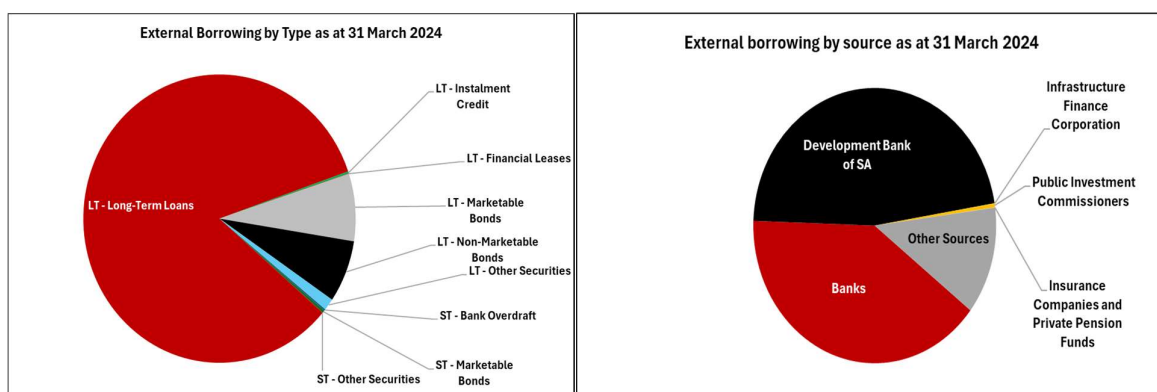 External Borrowing by Type as at 31 March 2024
LT - Instalment
Credit
LT - Financial Leases
LT - Long-Term Loans
LT - Marketable
Bonds
LT - Non-Marketable
Bonds
LT - Other Securities
ST - Bank Overdraft
ST - Marketable
Bonds
ST - Other Securities
External borrowing by source as at 31 March 2024
Infrastructure
Finance
Corporation
Development Bank
of SA
Public Investment
Commissioners
Other Sources
Banks
Insurance
Companies and
Private Pension
Funds